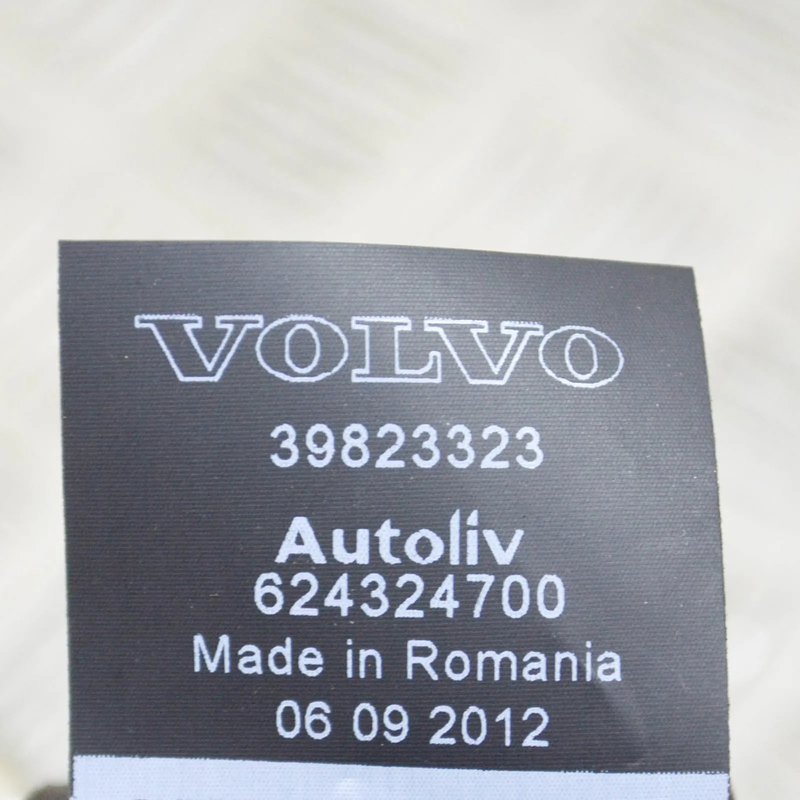 VOLVO
39823323
Autoliv
624324700
Made in Romania
06 09 2012